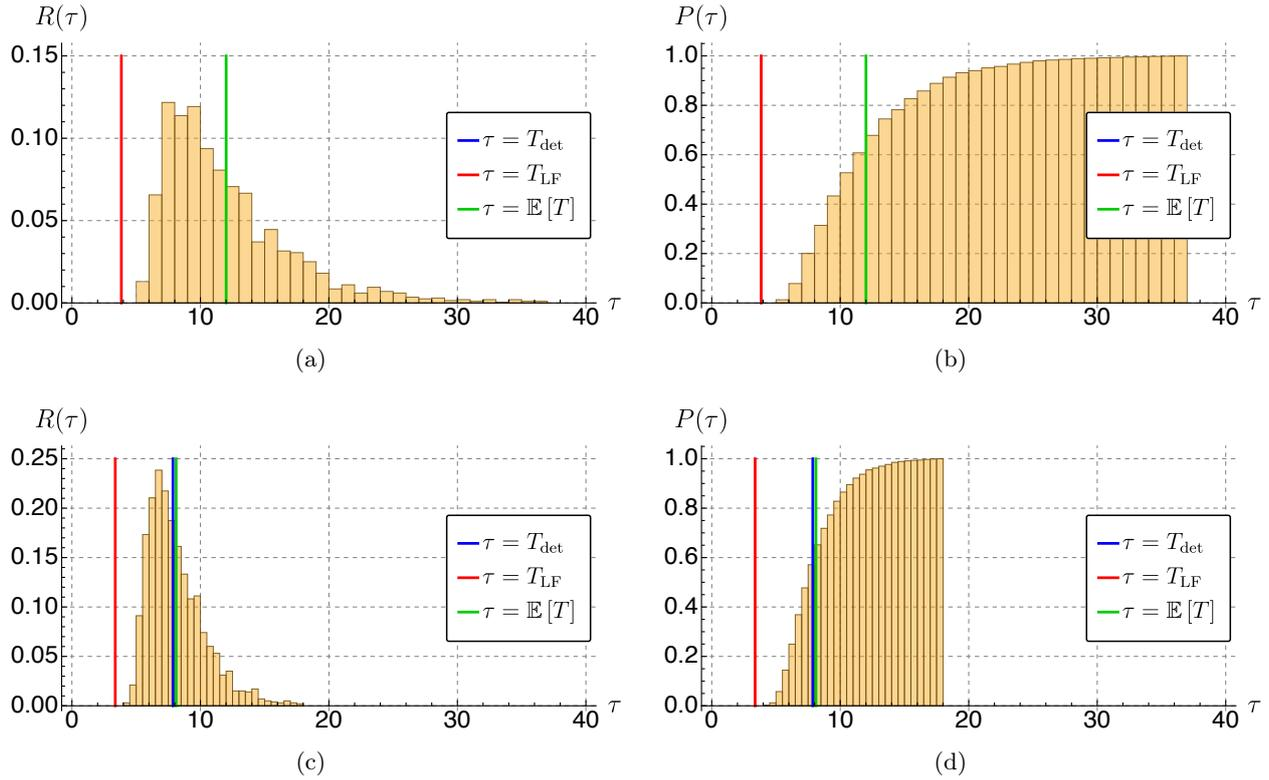 R(τ)
0.15
0.10
0.05
0.00
0 10 20 30 40 τ
τ = T_det
τ = T_LF
τ = 𝔼 [T]
(a)
P(τ)
1.0
0.8
0.6
0.4
0.2
0.0
0 10 20 30 40 τ
τ = T_det
τ = T_LF
τ = 𝔼 [T]
(b)
R(τ)
0.25
0.20
0.15
0.10
0.05
0.00
0 10 20 30 40 τ
τ = T_det
τ = T_LF
τ = 𝔼 [T]
(c)
P(τ)
1.0
0.8
0.6
0.4
0.2
0.0
0 10 20 30 40 τ
τ = T_det
τ = T_LF
τ = 𝔼 [T]
(d)